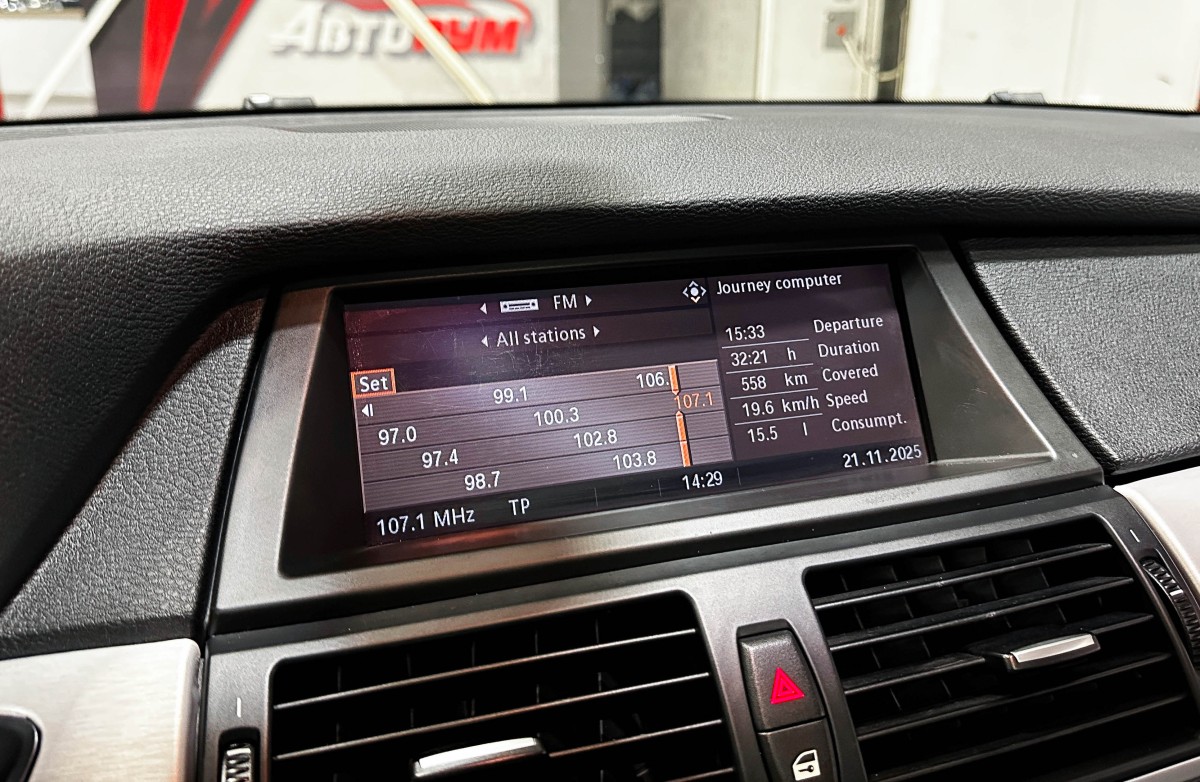 АвтоРУМ
FM
All stations
Set
99.1
106.
107.1
97.0
100.3
97.4
102.8
98.7
103.8
107.1 MHz
TP
14:29
Journey computer
15:33 Departure
32:21 h Duration
558 km Covered
19.6 km/h Speed
15.5 l Consumpt.
21.11.2025